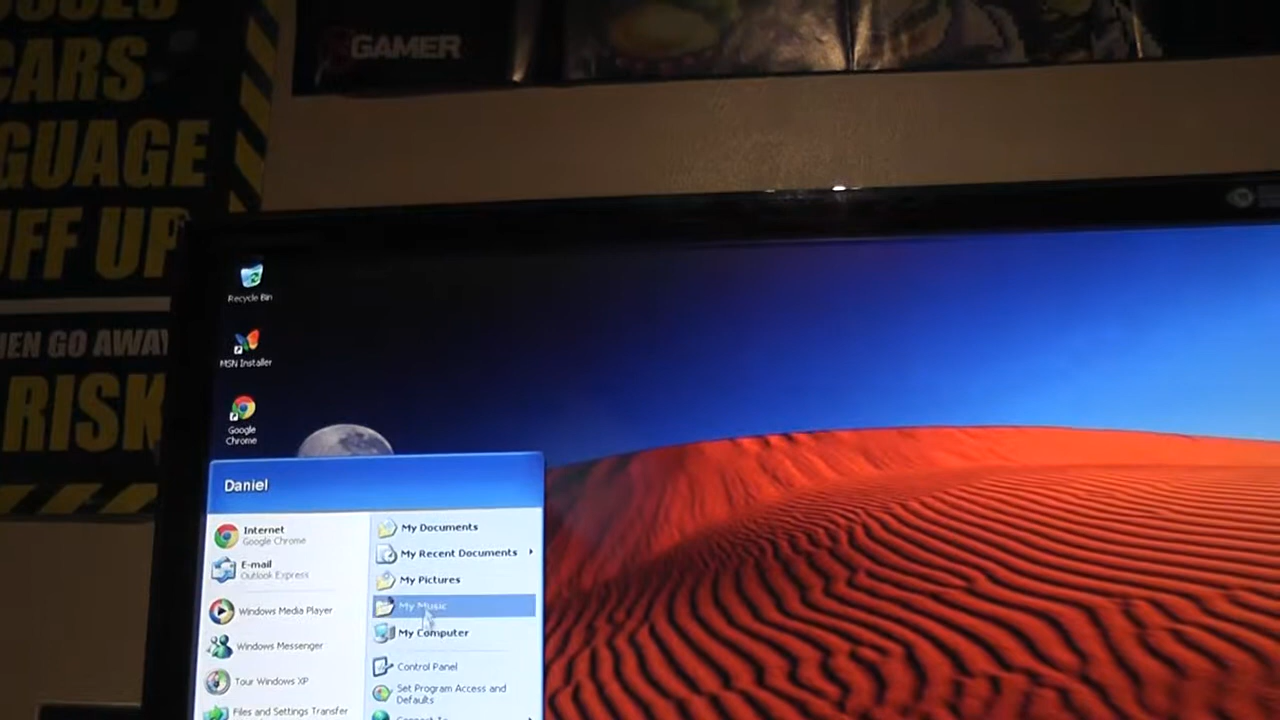 GAMER
CARS
GUAGE
UFF UP
GO AWAY
RISK
Recycle Bin
MSN Installer
Google
Chrome
Daniel
Internet
Google Chrome
E-mail
Outlook Express
Windows Media Player
Windows Messenger
Tour Windows XP
Files and Settings Transfer
My Documents
My Recent Documents
My Pictures
My Music
My Computer
Control Panel
Set Program Access and
Defaults